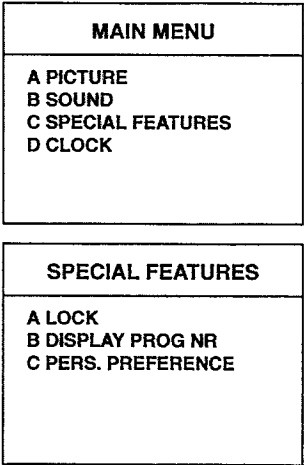 MAIN MENU
A PICTURE
B SOUND
C SPECIAL FEATURES
D CLOCK
SPECIAL FEATURES
A LOCK
B DISPLAY PROG NR
C PERS. PREFERENCE